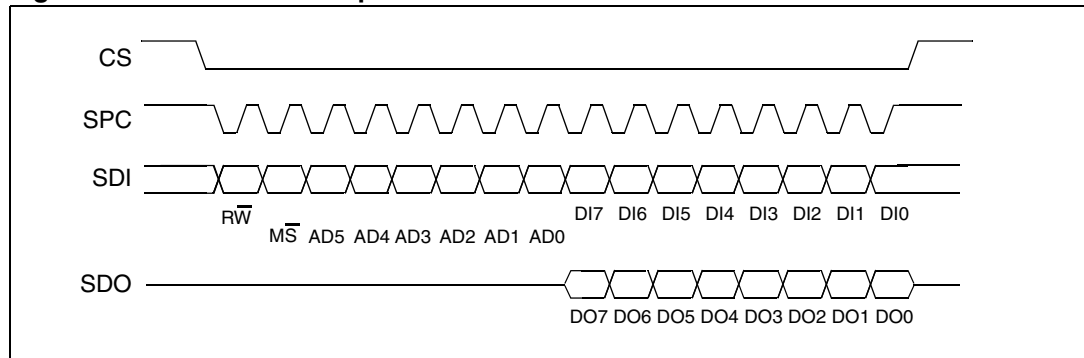 CS
SPC
SDI
RW̅
DI7 DI6 DI5 DI4 DI3 DI2 DI1 DI0
MS̅ AD5 AD4 AD3 AD2 AD1 AD0
SDO
DO7 DO6 DO5 DO4 DO3 DO2 DO1 DO0